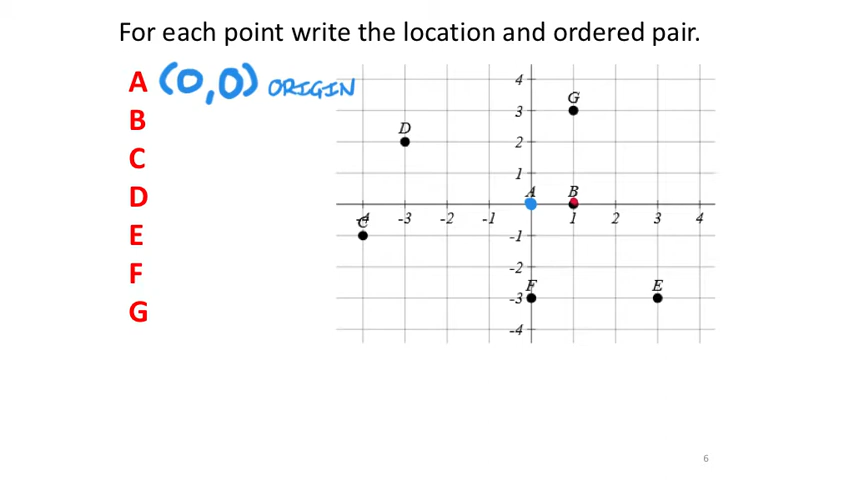 For each point write the location and ordered pair.
A (0,0) ORIGIN
B
C
D
E
F
G
4
G
3
D
2
1
A
B
C
-4
-3
-2
-1
1
2
3
4
-1
-2
F
E
-3
-4
6